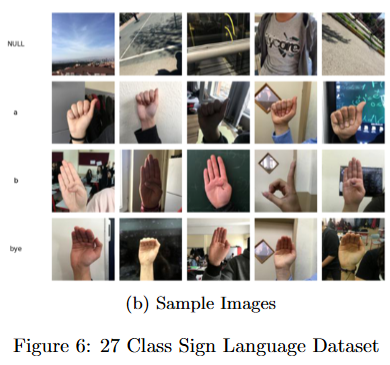 NULL
a
b
bye
(b) Sample Images
Figure 6: 27 Class Sign Language Dataset